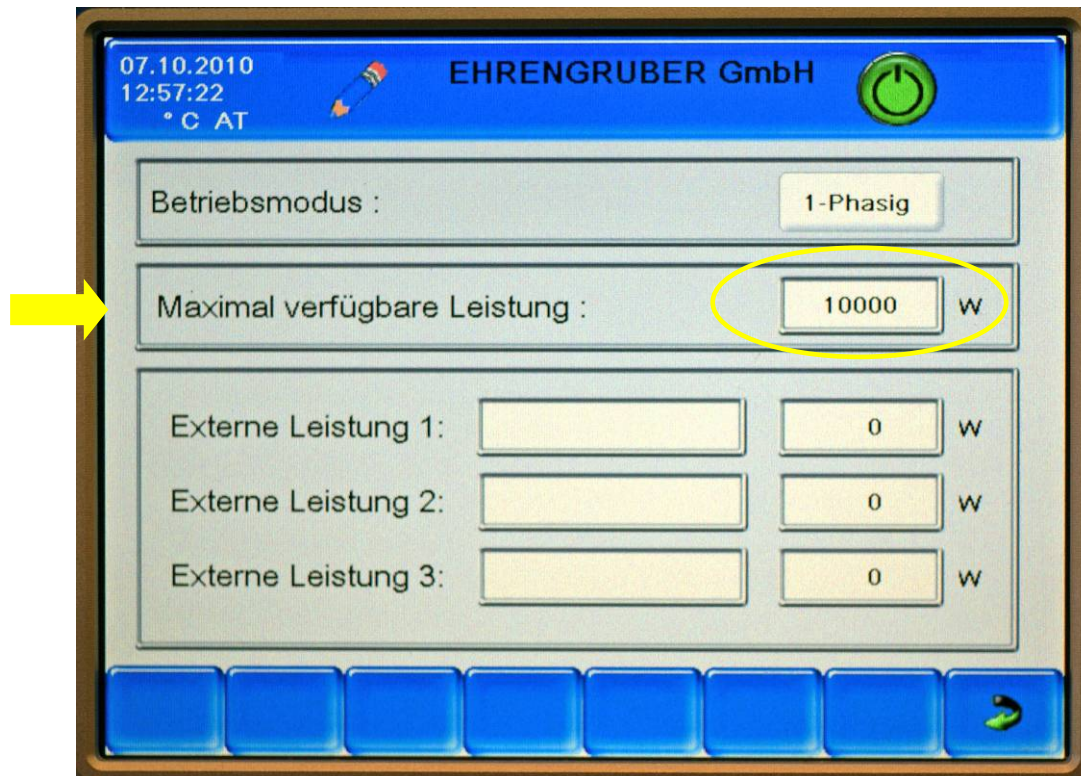 07.10.2010
12:57:22
° C AT
EHRENGRUBER GmbH
Betriebsmodus : 1-Phasig
Maximal verfügbare Leistung : 10000 W
Externe Leistung 1: 0 W
Externe Leistung 2: 0 W
Externe Leistung 3: 0 W